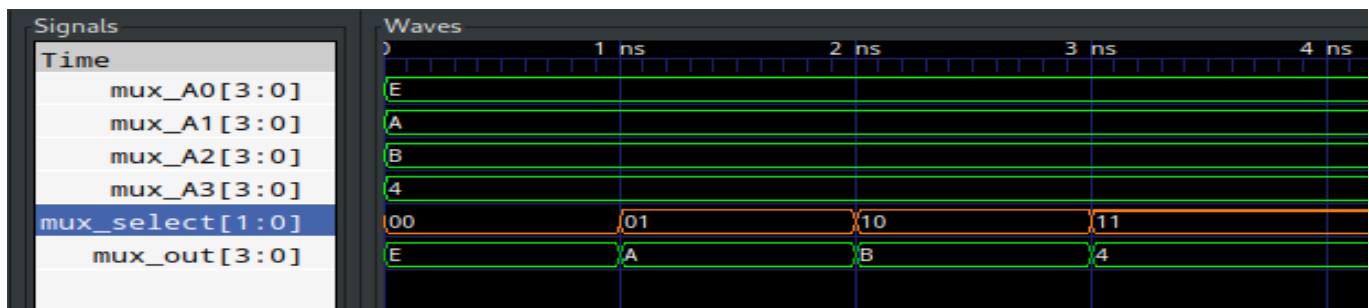 Signals
Waves
Time
0 1 ns 2 ns 3 ns 4 ns
mux_A0[3:0] E
mux_A1[3:0] A
mux_A2[3:0] B
mux_A3[3:0] 4
mux_select[1:0] 00 01 10 11
mux_out[3:0] E A B 4